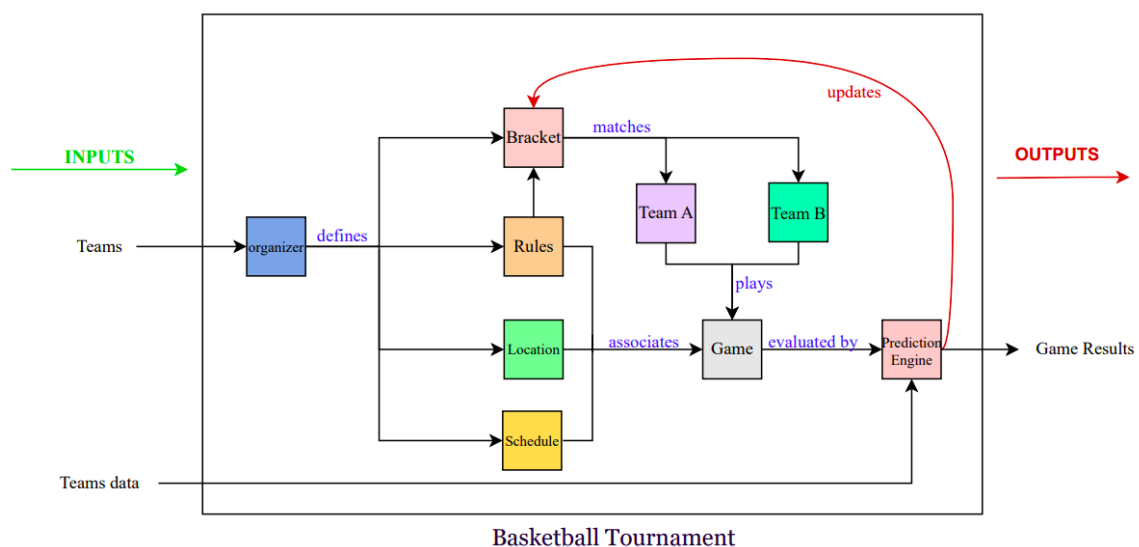 updates
Bracket
matches
INPUTS
OUTPUTS
Team A
Team B
Teams
organizer
defines
Rules
plays
Location
associates
Game
evaluated by
Prediction
Engine
Game Results
Schedule
Teams data
Basketball Tournament